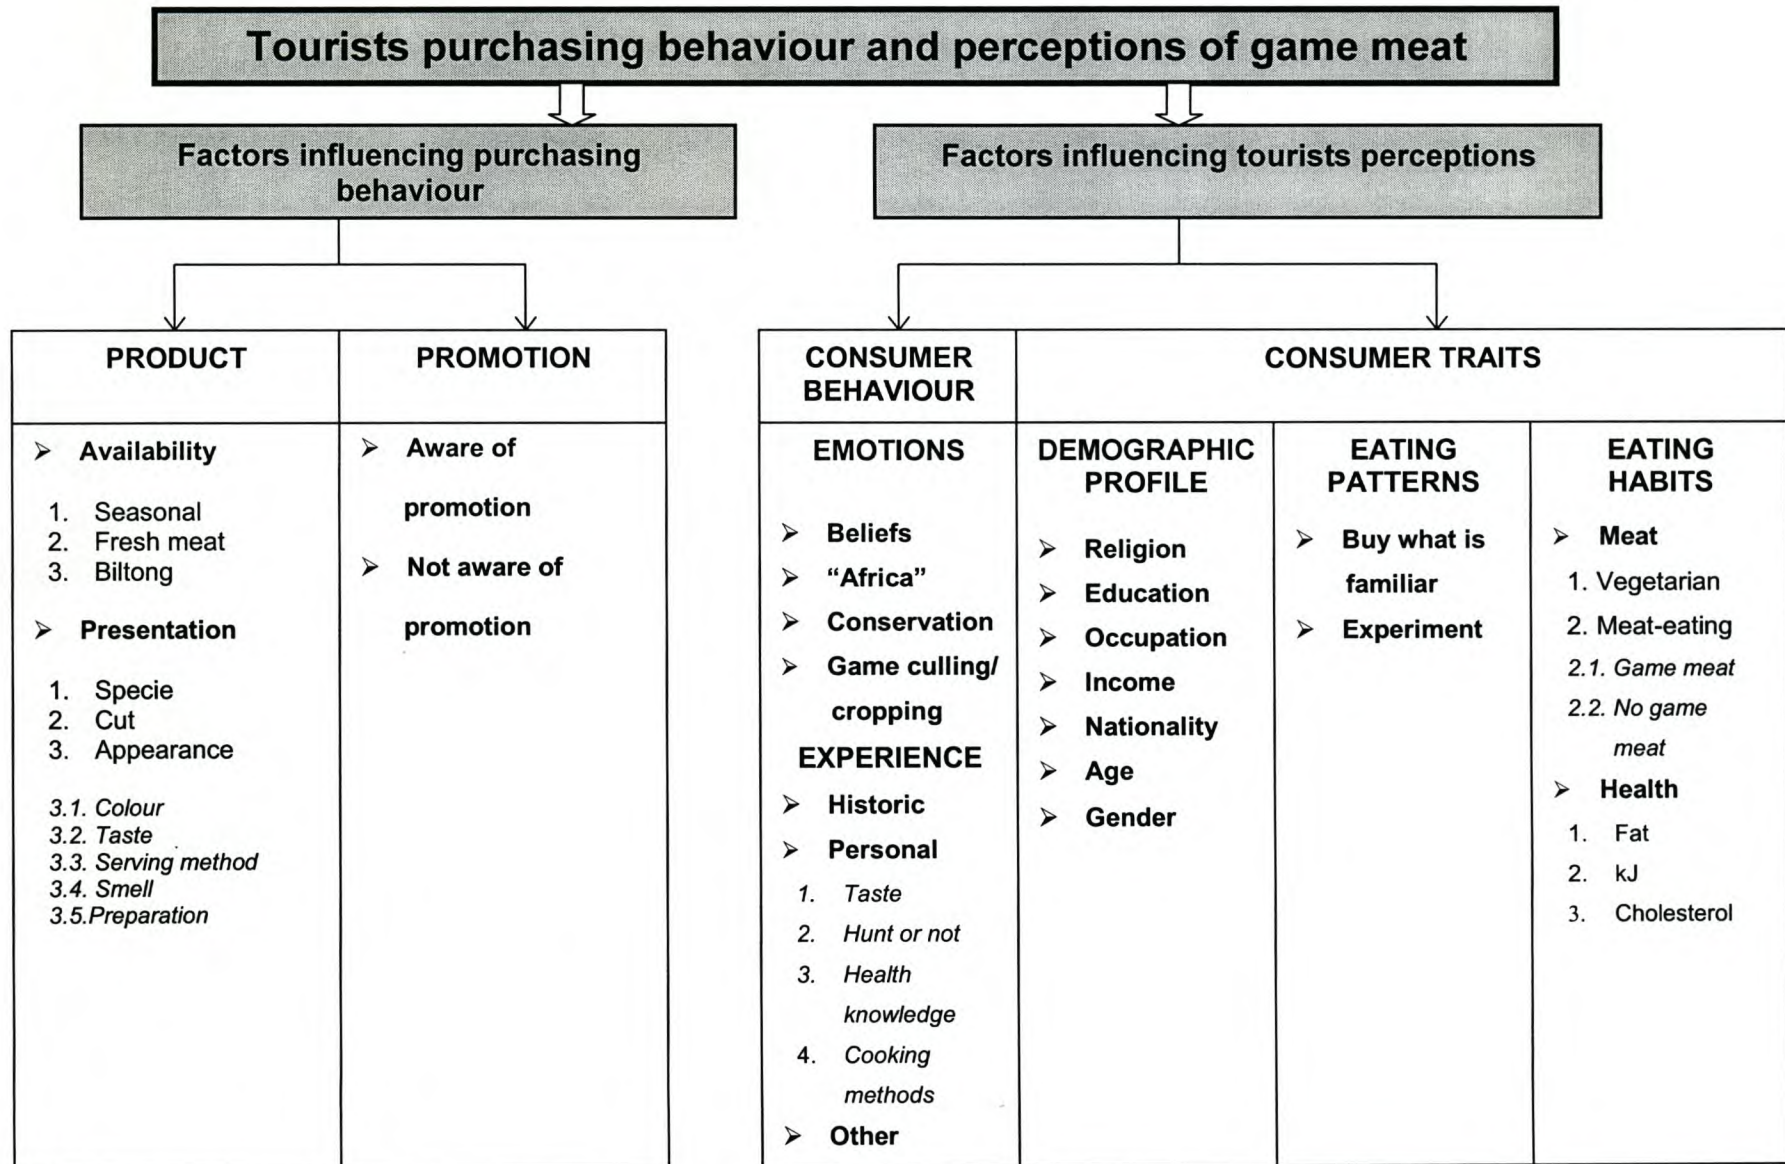 Tourists purchasing behaviour and perceptions of game meat
Factors influencing purchasing
behaviour
Factors influencing tourists perceptions
PRODUCT
➢ Availability
1. Seasonal
2. Fresh meat
3. Biltong
➢ Presentation
1. Specie
2. Cut
3. Appearance
3.1. Colour
3.2. Taste
3.3. Serving method
3.4. Smell
3.5.Preparation
PROMOTION
➢ Aware of
promotion
➢ Not aware of
promotion
CONSUMER
BEHAVIOUR
EMOTIONS
➢ Beliefs
➢ “Africa”
➢ Conservation
➢ Game culling/
cropping
EXPERIENCE
➢ Historic
➢ Personal
1. Taste
2. Hunt or not
3. Health
knowledge
4. Cooking
methods
➢ Other
CONSUMER TRAITS
DEMOGRAPHIC
PROFILE
➢ Religion
➢ Education
➢ Occupation
➢ Income
➢ Nationality
➢ Age
➢ Gender
EATING
PATTERNS
➢ Buy what is
familiar
➢ Experiment
EATING
HABITS
➢ Meat
1. Vegetarian
2. Meat-eating
2.1. Game meat
2.2. No game
meat
➢ Health
1. Fat
2. kJ
3. Cholesterol